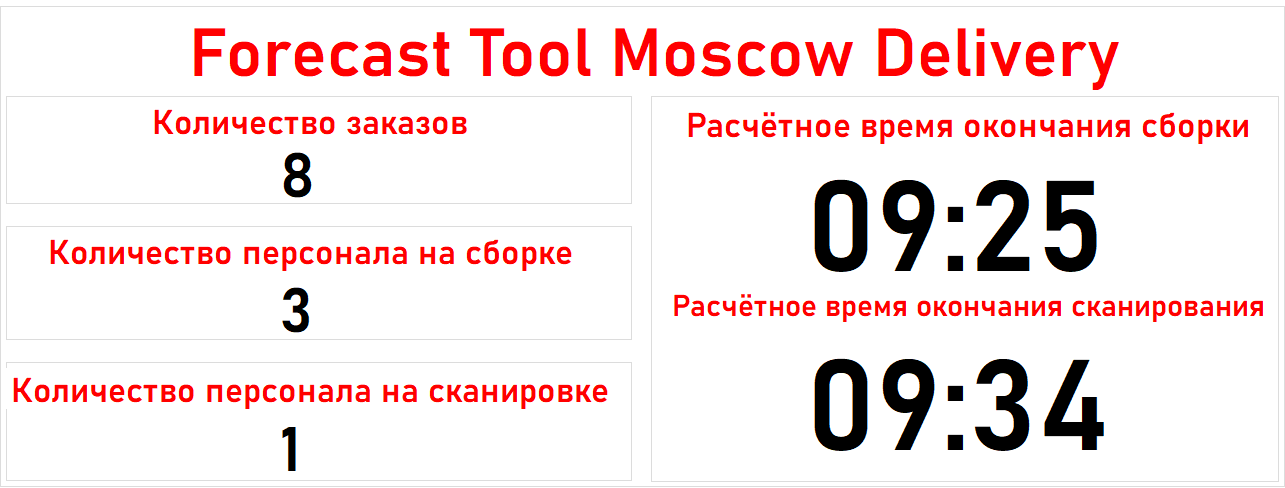 Forecast Tool Moscow Delivery
Количество заказов
8
Количество персонала на сборке
3
Количество персонала на сканировке
1
Расчётное время окончания сборки
09:25
Расчётное время окончания сканирования
09:34